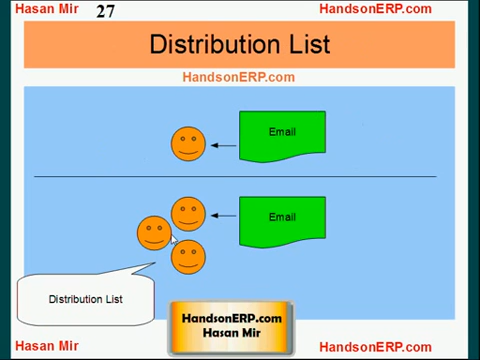 Hasan Mir 27 HandsonERP.com
Distribution List
HandsonERP.com
Email
Email
Distribution List
HandsonERP.com
Hasan Mir
Hasan Mir HandsonERP.com